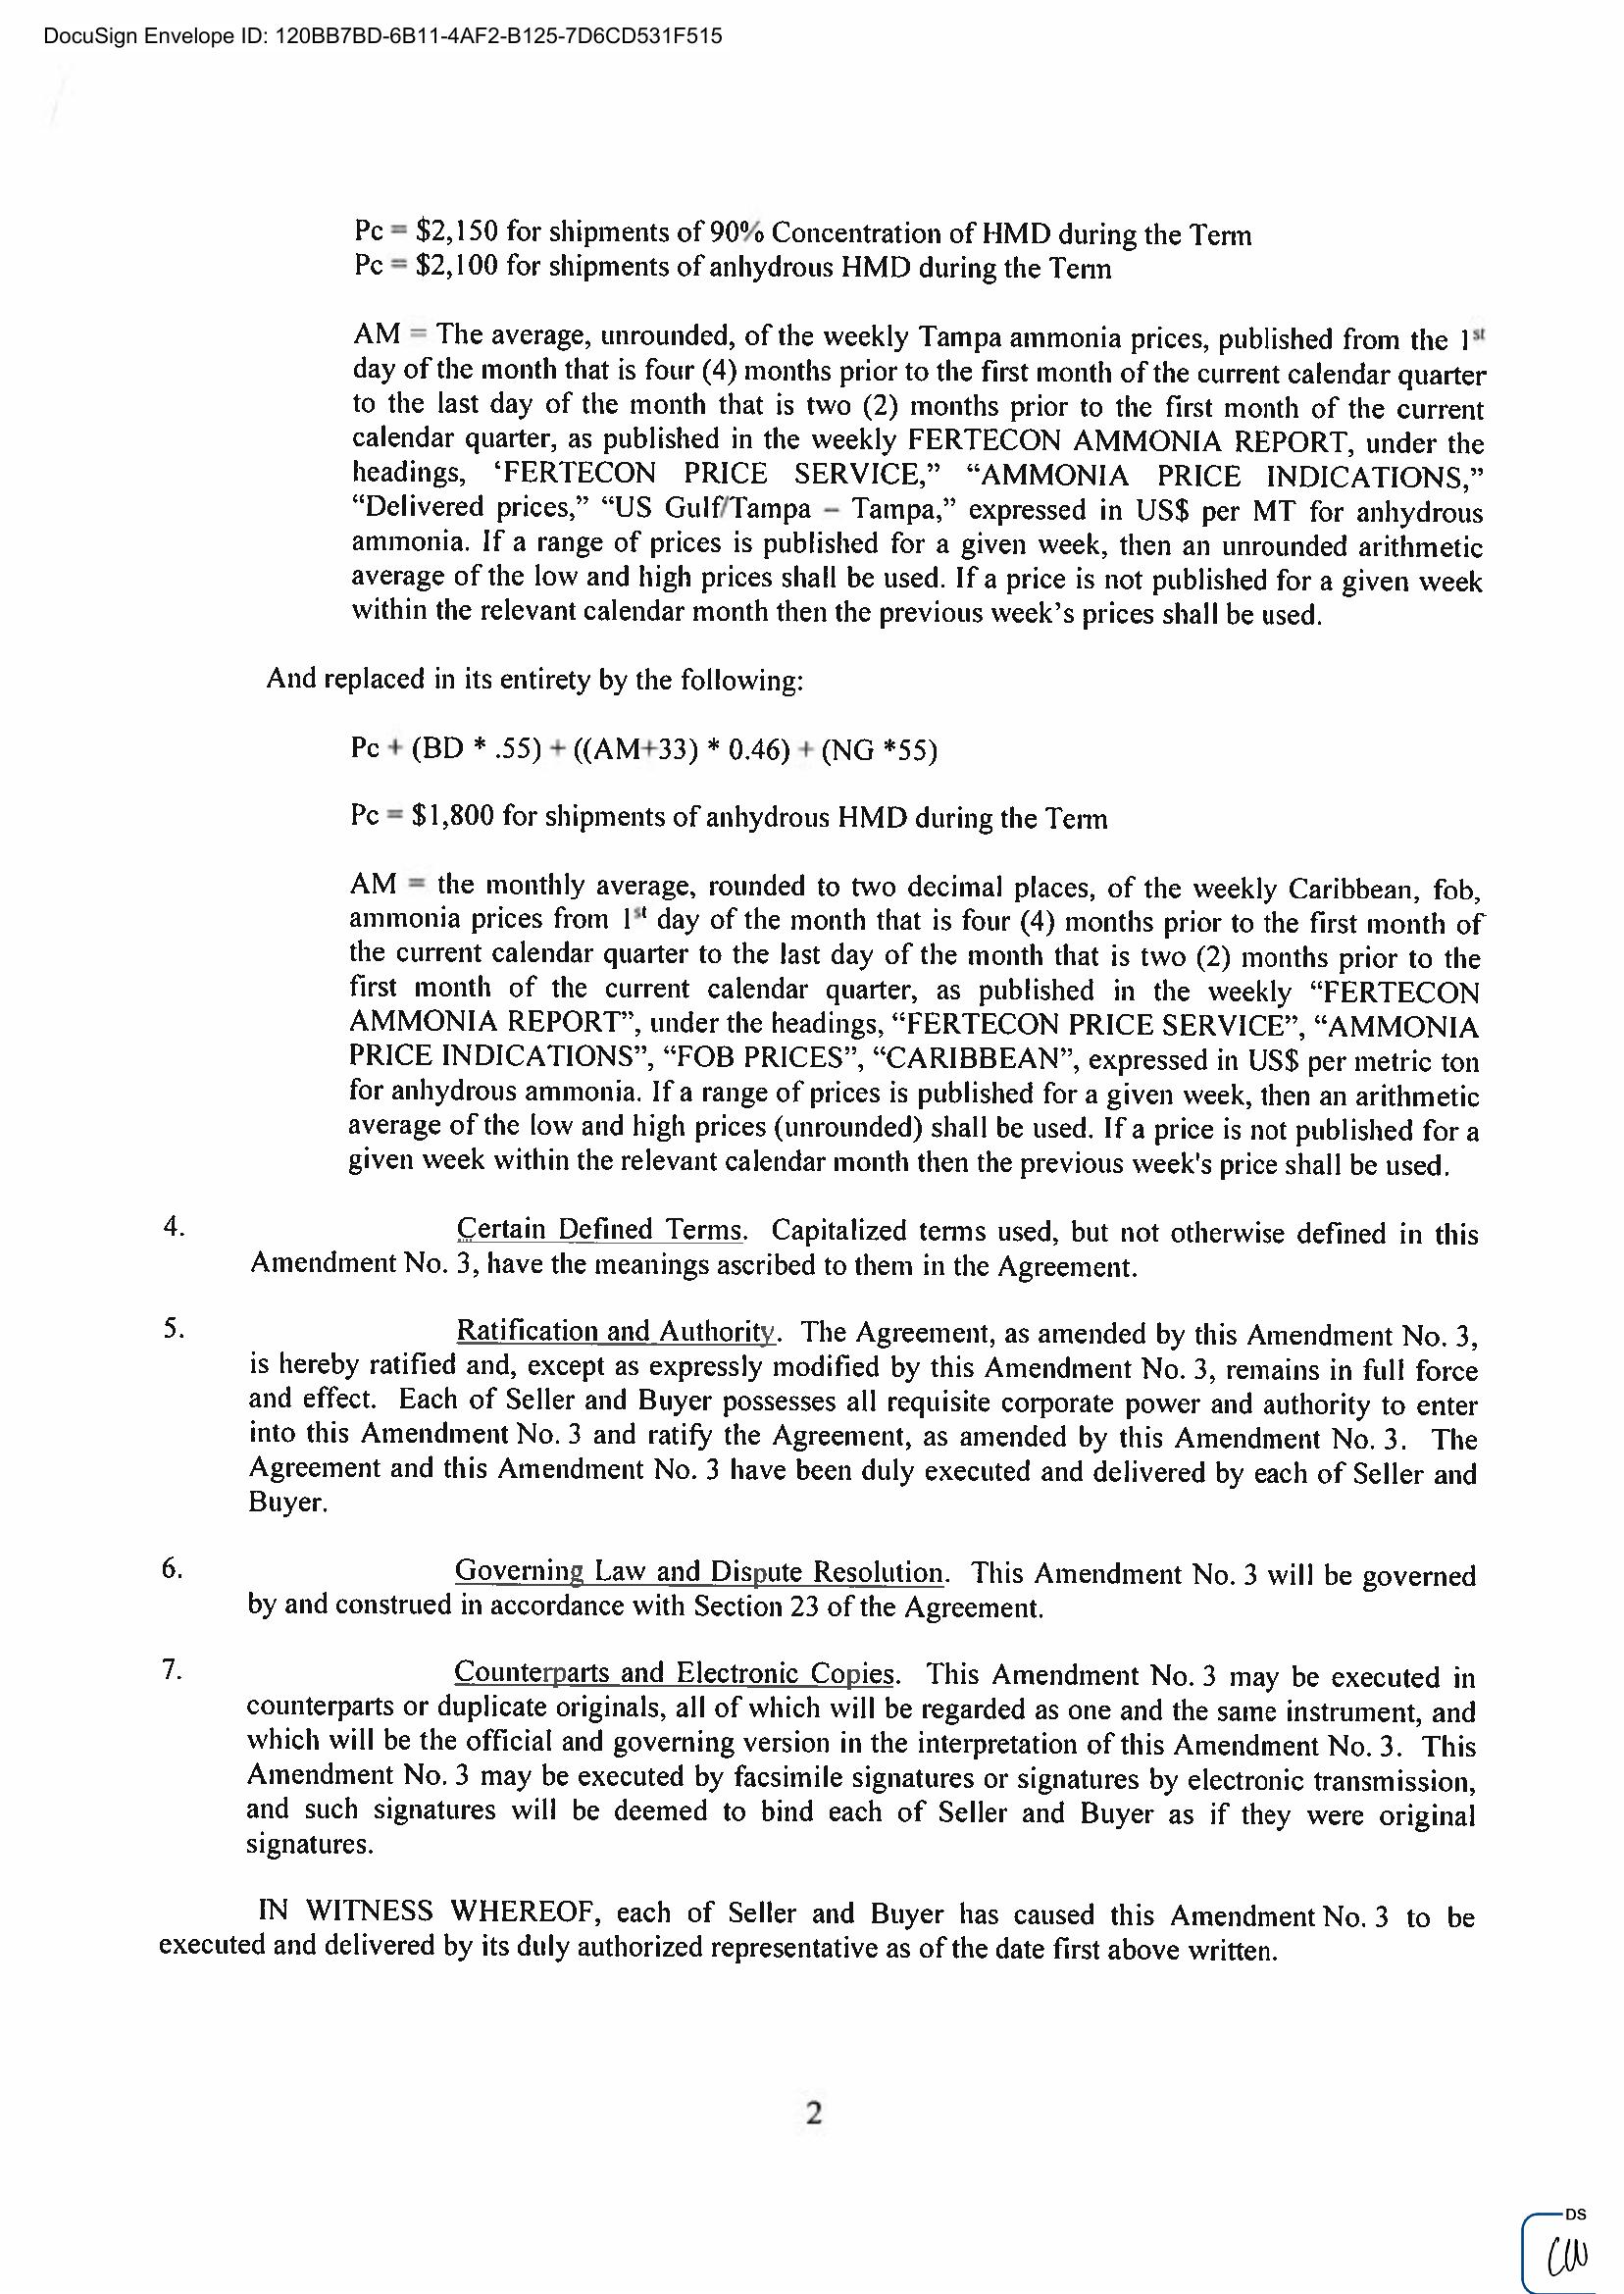 DocuSign Envelope ID: 120BB7BD-6B11-4AF2-B125-7D6CD531F515
Pc = $2,150 for shipments of 90% Concentration of HMD during the Term
Pc = $2,100 for shipments of anhydrous HMD during the Term
AM = The average, unrounded, of the weekly Tampa ammonia prices, published from the 1st
day of the month that is four (4) months prior to the first month of the current calendar quarter
to the last day of the month that is two (2) months prior to the first month of the current
calendar quarter, as published in the weekly FERTECON AMMONIA REPORT, under the
headings, ‘FERTECON PRICE SERVICE,” “AMMONIA PRICE INDICATIONS,”
“Delivered prices,” “US Gulf/Tampa – Tampa,” expressed in US$ per MT for anhydrous
ammonia. If a range of prices is published for a given week, then an unrounded arithmetic
average of the low and high prices shall be used. If a price is not published for a given week
within the relevant calendar month then the previous week’s prices shall be used.
And replaced in its entirety by the following:
Pc + (BD * .55) + ((AM+33) * 0.46) + (NG *55)
Pc = $1,800 for shipments of anhydrous HMD during the Term
AM = the monthly average, rounded to two decimal places, of the weekly Caribbean, fob,
ammonia prices from 1st day of the month that is four (4) months prior to the first month of
the current calendar quarter to the last day of the month that is two (2) months prior to the
first month of the current calendar quarter, as published in the weekly “FERTECON
AMMONIA REPORT”, under the headings, “FERTECON PRICE SERVICE”, “AMMONIA
PRICE INDICATIONS”, “FOB PRICES”, “CARIBBEAN”, expressed in US$ per metric ton
for anhydrous ammonia. If a range of prices is published for a given week, then an arithmetic
average of the low and high prices (unrounded) shall be used. If a price is not published for a
given week within the relevant calendar month then the previous week's price shall be used.
4. Certain Defined Terms. Capitalized terms used, but not otherwise defined in this
Amendment No. 3, have the meanings ascribed to them in the Agreement.
5. Ratification and Authority. The Agreement, as amended by this Amendment No. 3,
is hereby ratified and, except as expressly modified by this Amendment No. 3, remains in full force
and effect. Each of Seller and Buyer possesses all requisite corporate power and authority to enter
into this Amendment No. 3 and ratify the Agreement, as amended by this Amendment No. 3. The
Agreement and this Amendment No. 3 have been duly executed and delivered by each of Seller and
Buyer.
6. Governing Law and Dispute Resolution. This Amendment No. 3 will be governed
by and construed in accordance with Section 23 of the Agreement.
7. Counterparts and Electronic Copies. This Amendment No. 3 may be executed in
counterparts or duplicate originals, all of which will be regarded as one and the same instrument, and
which will be the official and governing version in the interpretation of this Amendment No. 3. This
Amendment No. 3 may be executed by facsimile signatures or signatures by electronic transmission,
and such signatures will be deemed to bind each of Seller and Buyer as if they were original
signatures.
IN WITNESS WHEREOF, each of Seller and Buyer has caused this Amendment No. 3 to be
executed and delivered by its duly authorized representative as of the date first above written.
2
DS